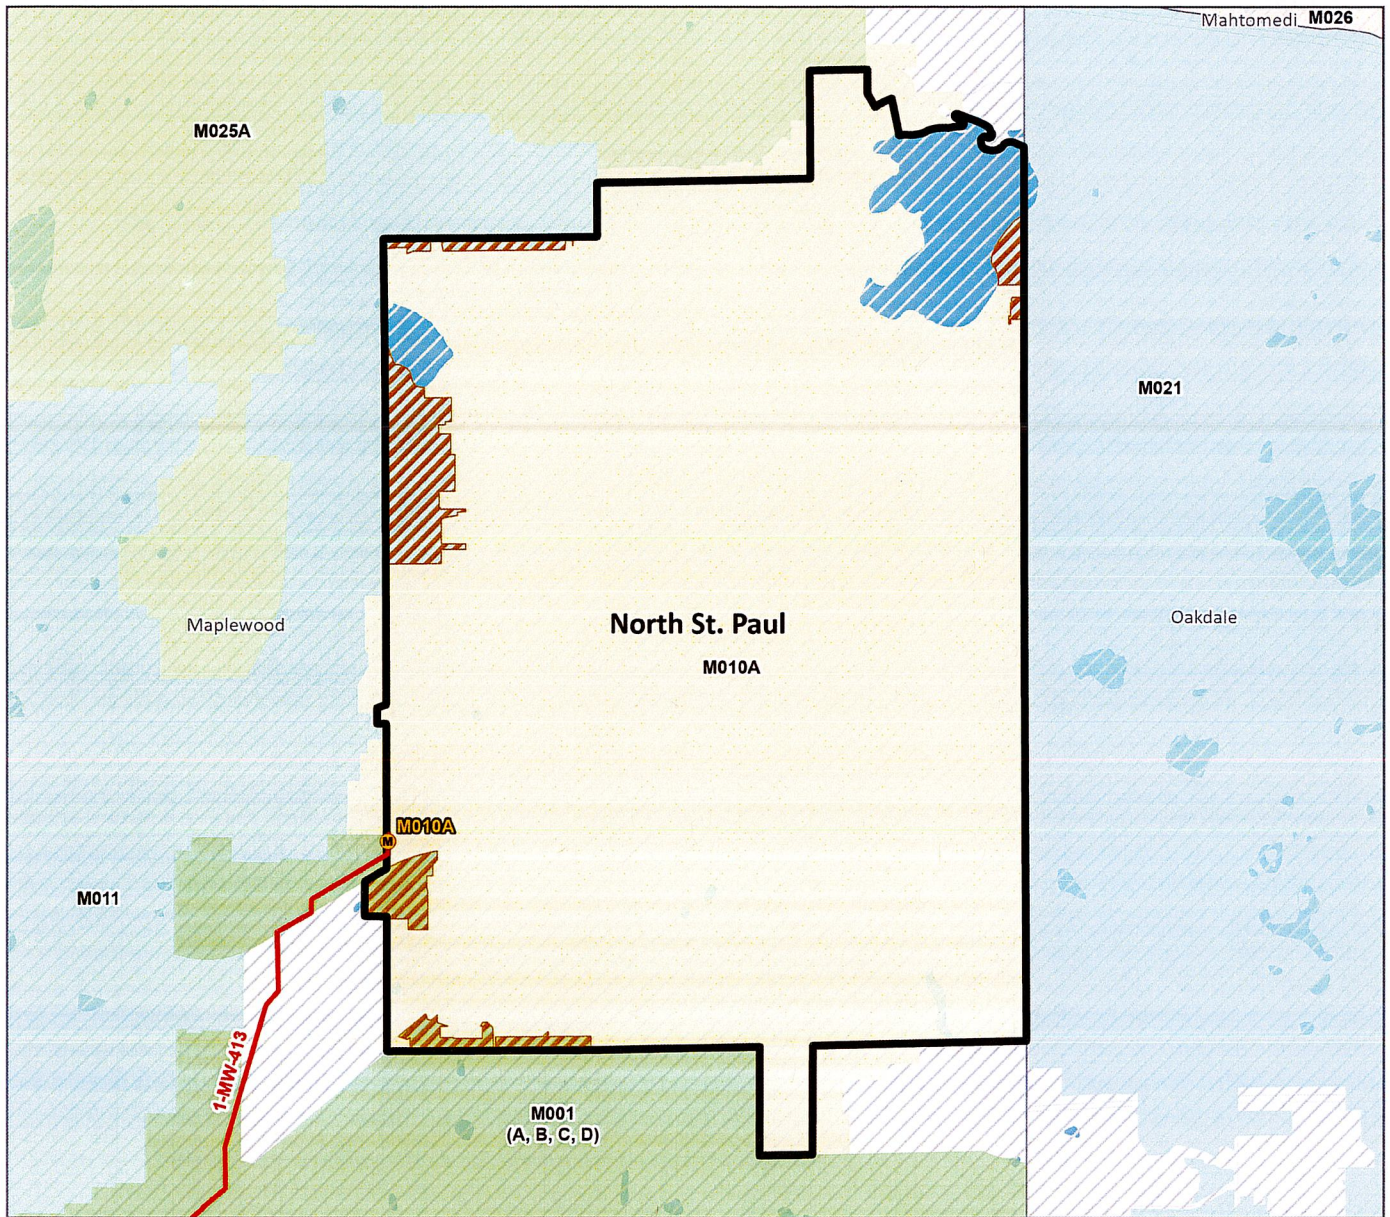 Mahtomedi M026
M025A
M021
North St. Paul
M010A
Maplewood
Oakdale
M010A
M
M011
1-MW-413
M001
(A, B, C, D)